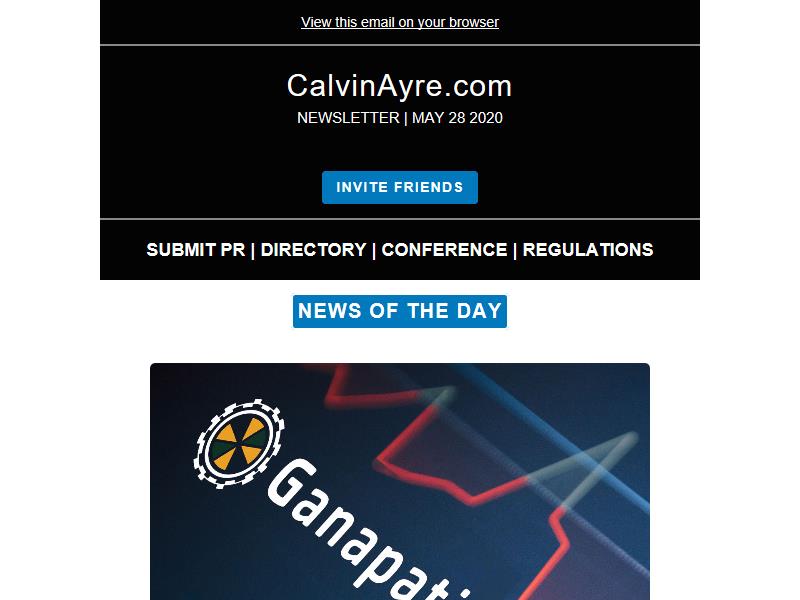 View this email on your browser
CalvinAyre.com
NEWSLETTER | MAY 28 2020
INVITE FRIENDS
SUBMIT PR | DIRECTORY | CONFERENCE | REGULATIONS
NEWS OF THE DAY
Ganapati